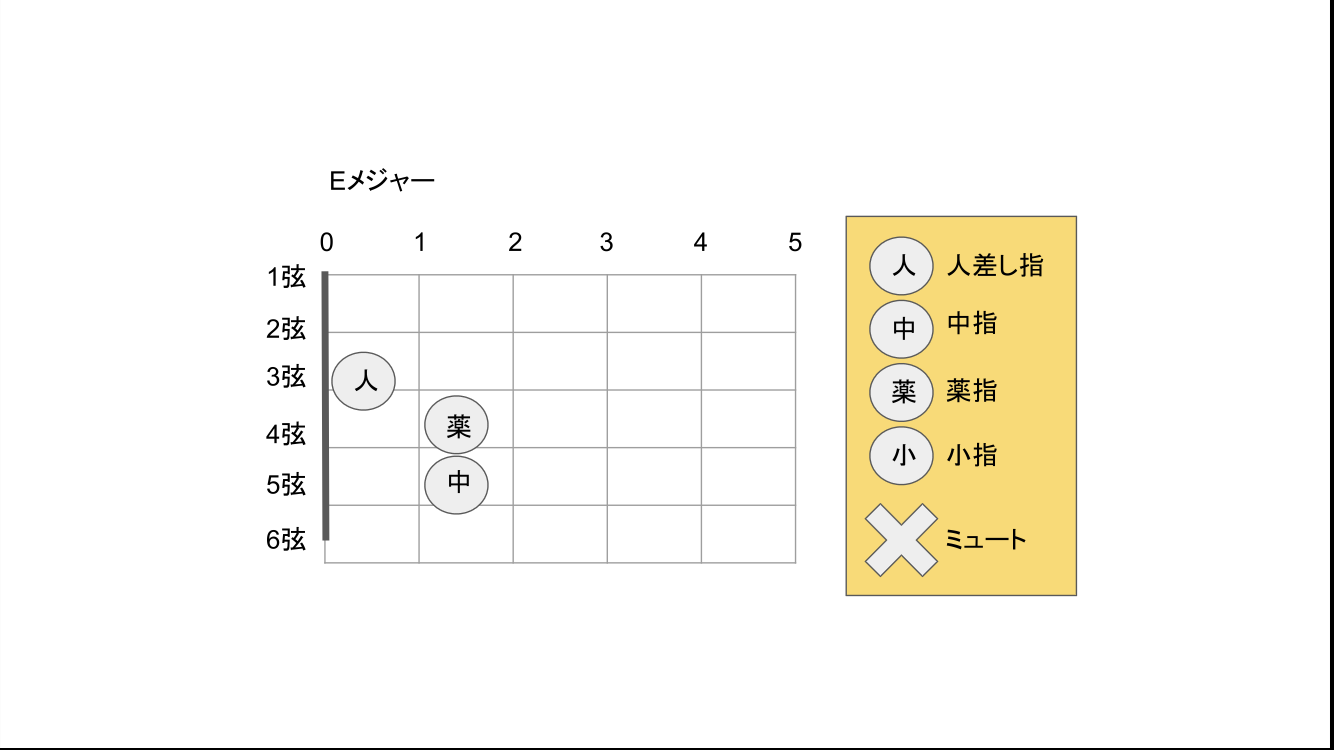 Eメジャー
0 1 2 3 4 5
1弦
2弦
3弦
4弦
5弦
6弦
人
薬
中
人 人差し指
中 中指
薬 薬指
小 小指
ミュート